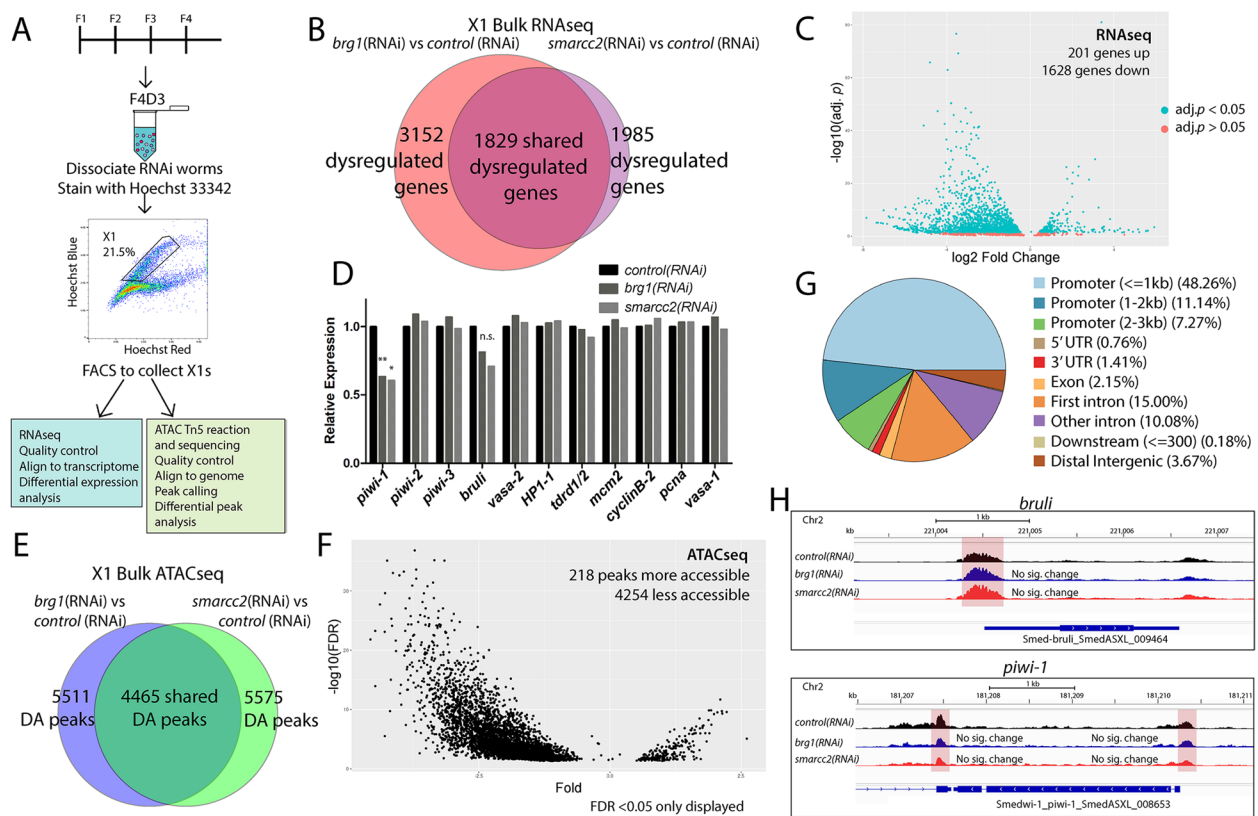 A
F1 F2 F3 F4
F4D3
Dissociate RNAi worms
Stain with Hoechst 33342
X1
21.5%
Hoechst Blue
Hoechst Red
FACS to collect X1s
RNAseq
Quality control
Align to transcriptome
Differential expression
analysis
ATAC Tn5 reaction
and sequencing
Quality control
Align to genome
Peak calling
Differential peak
analysis
B
X1 Bulk RNAseq
brg1(RNAi) vs control (RNAi)
smarcc2(RNAi) vs control (RNAi)
3152
dysregulated
genes
1829 shared
dysregulated
genes
1985
dysregulated
genes
C
RNAseq
201 genes up
1628 genes down
adj.p < 0.05
adj.p > 0.05
-log10(adj. p)
80
60
40
20
0
-8 -4 0 4
log2 Fold Change
D
control(RNAi)
brg1(RNAi)
smarcc2(RNAi)
Relative Expression
1.0
0.5
0.0
**
*
n.s.
piwi-1 piwi-2 piwi-3 bruli vasa-2 HP1-1 tdrd1/2 mcm2 cyclinB-2 pcna vasa-1
E
X1 Bulk ATACseq
brg1(RNAi) vs
control (RNAi)
smarcc2(RNAi) vs
control (RNAi)
5511
DA peaks
4465 shared
DA peaks
5575
DA peaks
F
ATACseq
218 peaks more accessible
4254 less accessible
-log10(FDR)
30
20
10
0
-2.5 0.0 2.5
Fold
FDR <0.05 only displayed
G
Promoter (<=1kb) (48.26%)
Promoter (1-2kb) (11.14%)
Promoter (2-3kb) (7.27%)
5'UTR (0.76%)
3'UTR (1.41%)
Exon (2.15%)
First intron (15.00%)
Other intron (10.08%)
Downstream (<=300) (0.18%)
Distal Intergenic (3.67%)
H
bruli
Chr2
1 kb
kb 221,004 221,005 221,006 221,007
control(RNAi)
brg1(RNAi) No sig. change
smarcc2(RNAi) No sig. change
Smed-bruli_SmedASXL_009464
piwi-1
Chr2
1 kb
kb 181,207 181,208 181,209 181,210 181,211
control(RNAi)
brg1(RNAi) No sig. change No sig. change
smarcc2(RNAi) No sig. change No sig. change
Smedwi-1_piwi-1_SmedASXL_008653